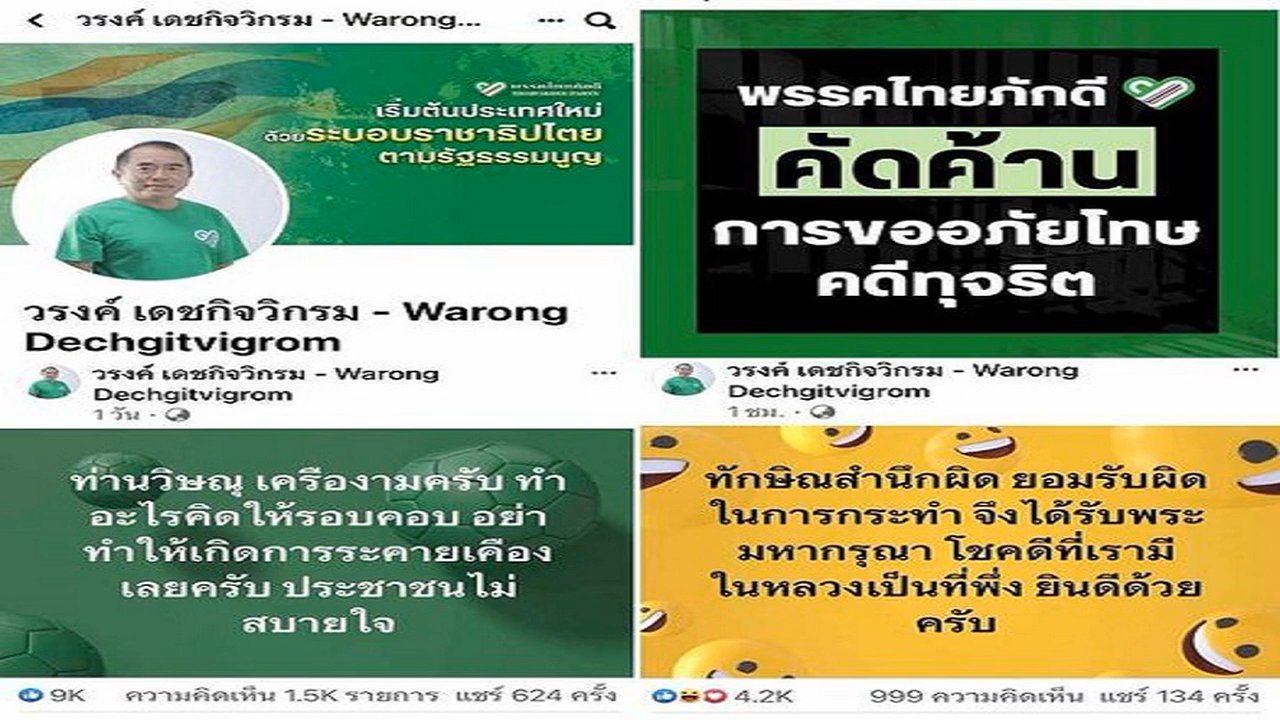 วรงค์ เดชกิจวิกรม - Warong...
พรรคไทยภักดี
เริ่มต้นประเทศใหม่
ด้วยระบอบราชาธิปไตย
ตามรัฐธรรมนูญ
วรงค์ เดชกิจวิกรม - Warong
Dechgitvigrom
วรงค์ เดชกิจวิกรม - Warong
Dechgitvigrom
1 วัน
ท่านวิษณุ เครืองามครับ ทำ
อะไรคิดให้รอบคอบ อย่า
ทำให้เกิดการระคายเคือง
เลยครับ ประชาชนไม่
สบายใจ
9K ความคิดเห็น 1.5K รายการ แชร์ 624 ครั้ง
พรรคไทยภักดี
คัดค้าน
การขออภัยโทษ
คดีทุจริต
วรงค์ เดชกิจวิกรม - Warong
Dechgitvigrom
1 ชม.
ทักษิณสำนึกผิด ยอมรับผิด
ในการกระทำ จึงได้รับพระ
มหากรุณา โชคดีที่เรามี
ในหลวงเป็นที่พึ่ง ยินดีด้วย
ครับ
4.2K 999 ความคิดเห็น แชร์ 134 ครั้ง